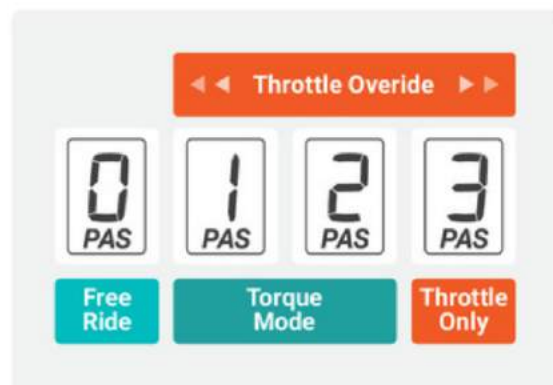 Throttle Overide
0 1 2 3
PAS PAS PAS PAS
Free Ride
Torque Mode
Throttle Only